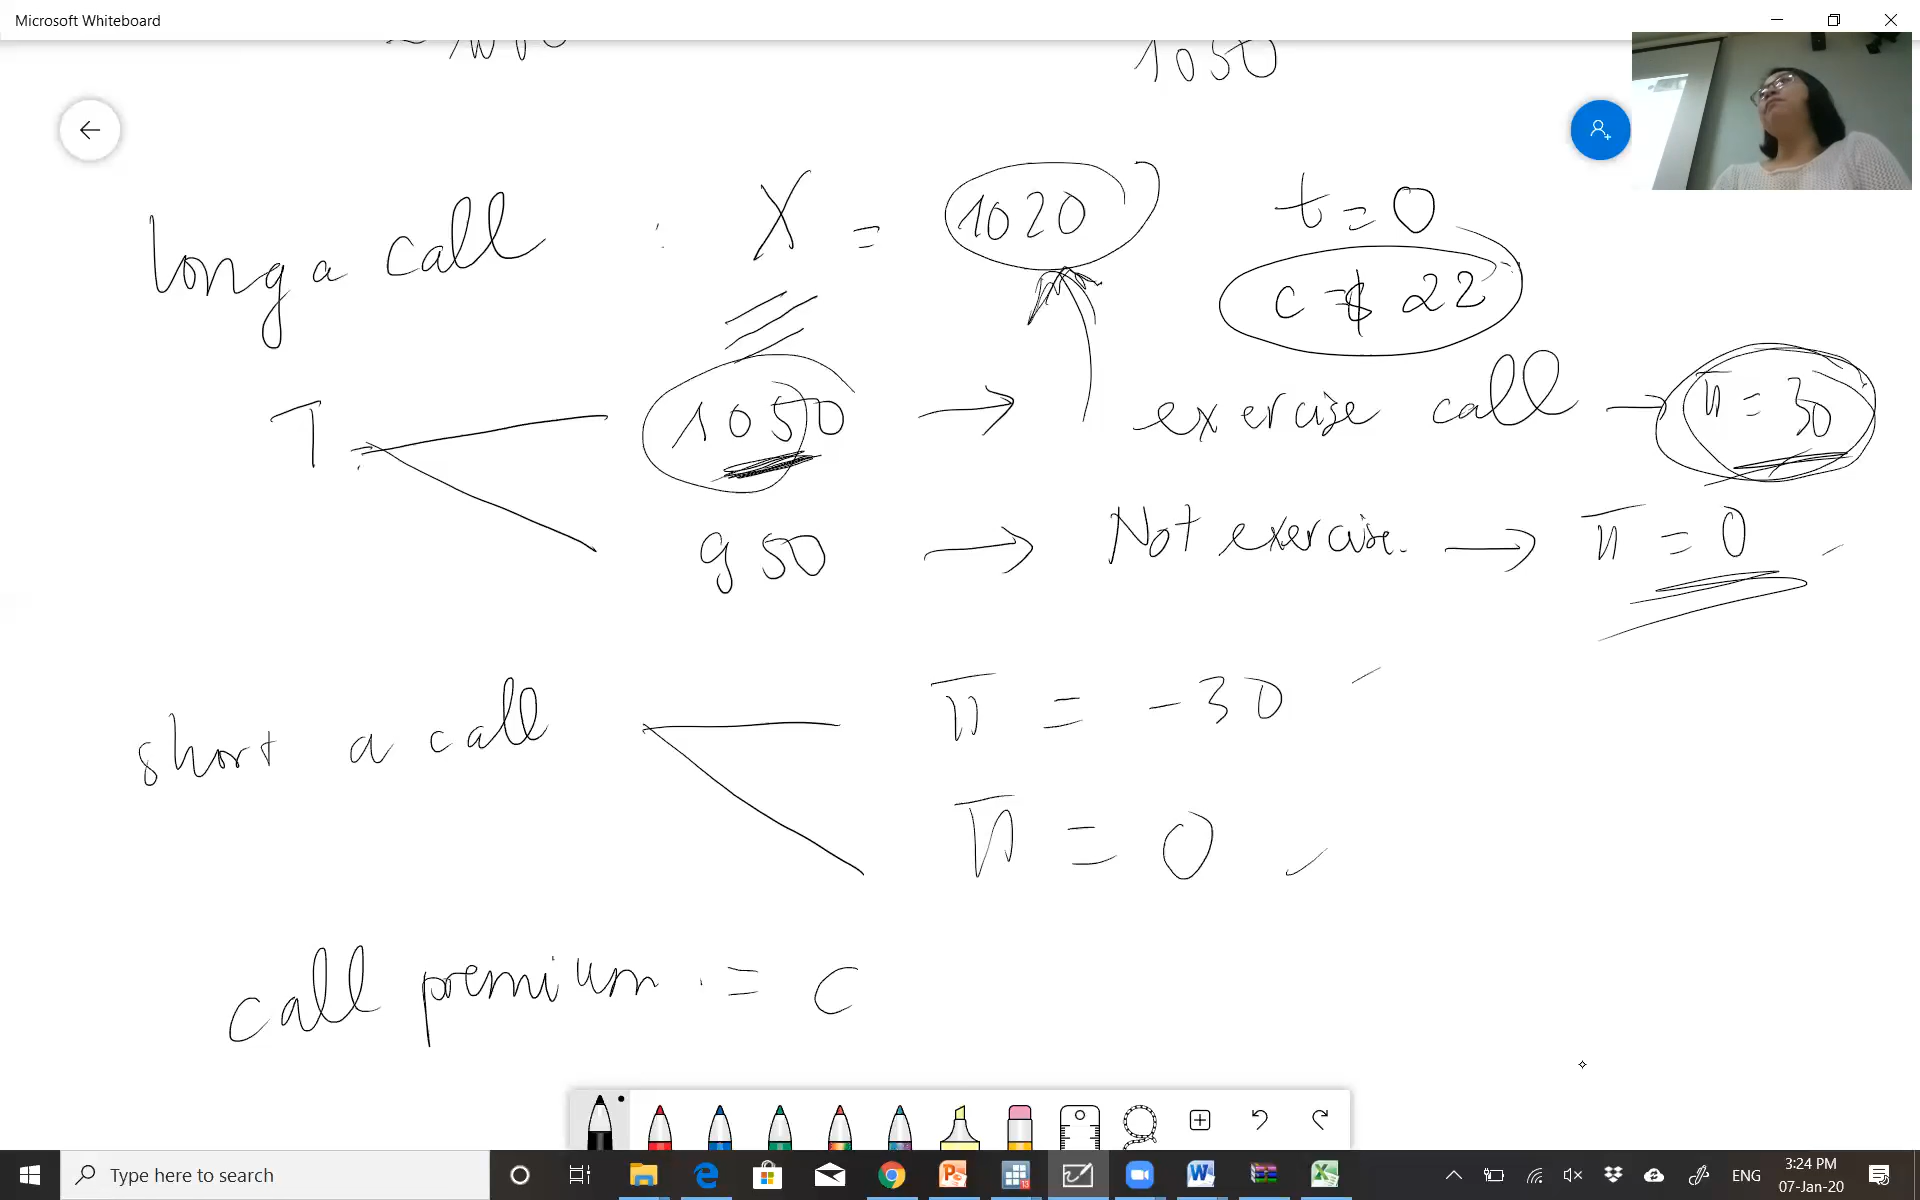 Microsoft Whiteboard
1050
long a call : X = 1020 t=0
c = $ 22
T 1050 → exercise call → π = 30
950 → Not exercise. → π = 0
short a call π = -30
π = 0
call premium := c
Type here to search
ENG
3:24 PM
07-Jan-20